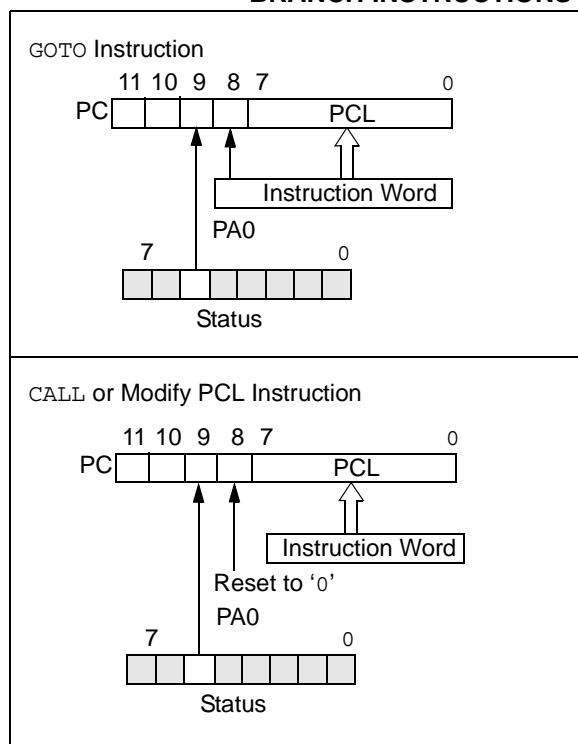 BRANCH INSTRUCTIONS
GOTO Instruction
11 10 9 8 7 0
PC PCL
Instruction Word
PA0
7 0
Status
CALL or Modify PCL Instruction
11 10 9 8 7 0
PC PCL
Instruction Word
Reset to ‘0’
PA0
7 0
Status